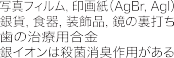 写真フィルム, 印画紙(AgBr, AgI)
銀貨, 食器, 装飾品, 鏡の裏打ち
歯の治療用合金
銀イオンは殺菌消臭作用がある